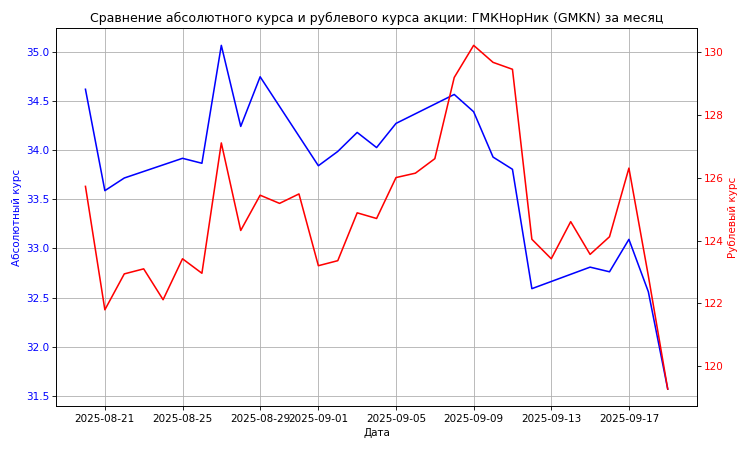 Сравнение абсолютного курса и рублевого курса акции: ГМКНорНик (GMKN) за месяц
35.0
34.5
34.0
33.5
33.0
32.5
32.0
31.5
Абсолютный курс
130
128
126
124
122
120
Рублевый курс
2025-08-21 2025-08-25 2025-08-29 2025-09-01 2025-09-05 2025-09-09 2025-09-13 2025-09-17
Дата